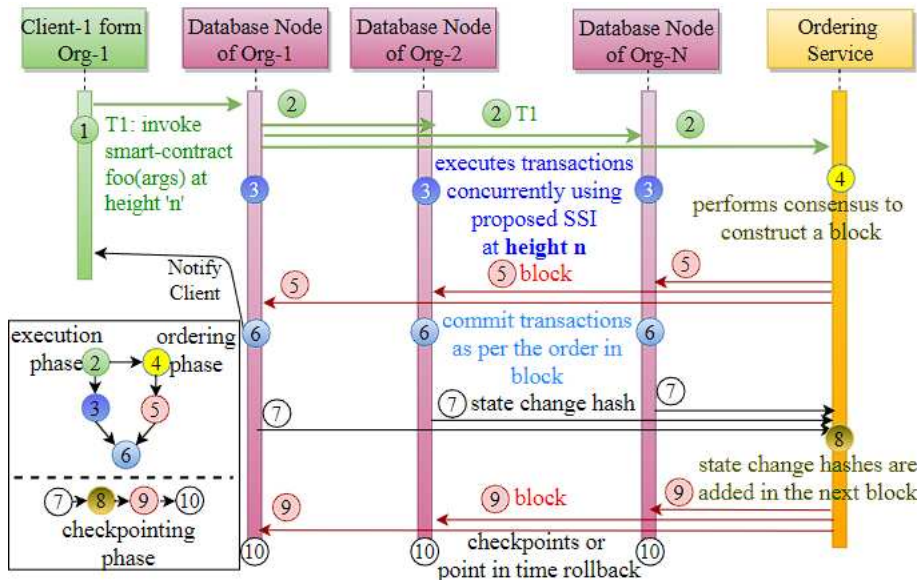 Client-1 form
Org-1
Database Node
of Org-1
Database Node
of Org-2
Database Node
of Org-N
Ordering
Service
1
T1: invoke
smart-contract
foo(args) at
height 'n'
2
2 T1
2
3
3
3
executes transactions
concurrently using
proposed SSI
at height n
4
performs consensus to
construct a block
Notify
Client
5
5 block
5
6
6
6
commit transactions
as per the order in
block
execution
phase
ordering
phase
2
4
3
5
6
7
7 state change hash
7
8
state change hashes are
added in the next block
7
8
9
10
checkpointing
phase
9
9 block
9
10
10
10
checkpoints or
point in time rollback